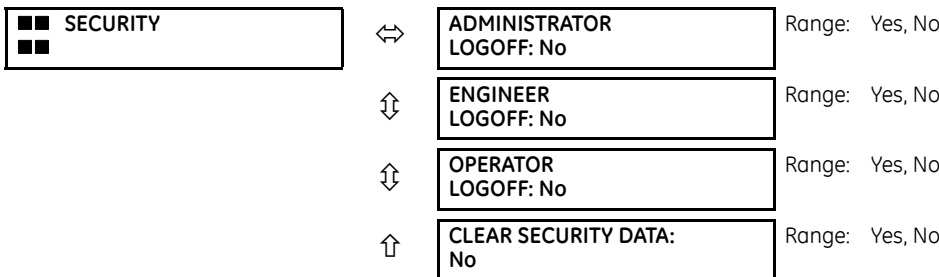 ■■ SECURITY
■■
⇔
ADMINISTRATOR
LOGOFF: No
Range: Yes, No
⇕
ENGINEER
LOGOFF: No
Range: Yes, No
⇕
OPERATOR
LOGOFF: No
Range: Yes, No
⇑
CLEAR SECURITY DATA:
No
Range: Yes, No